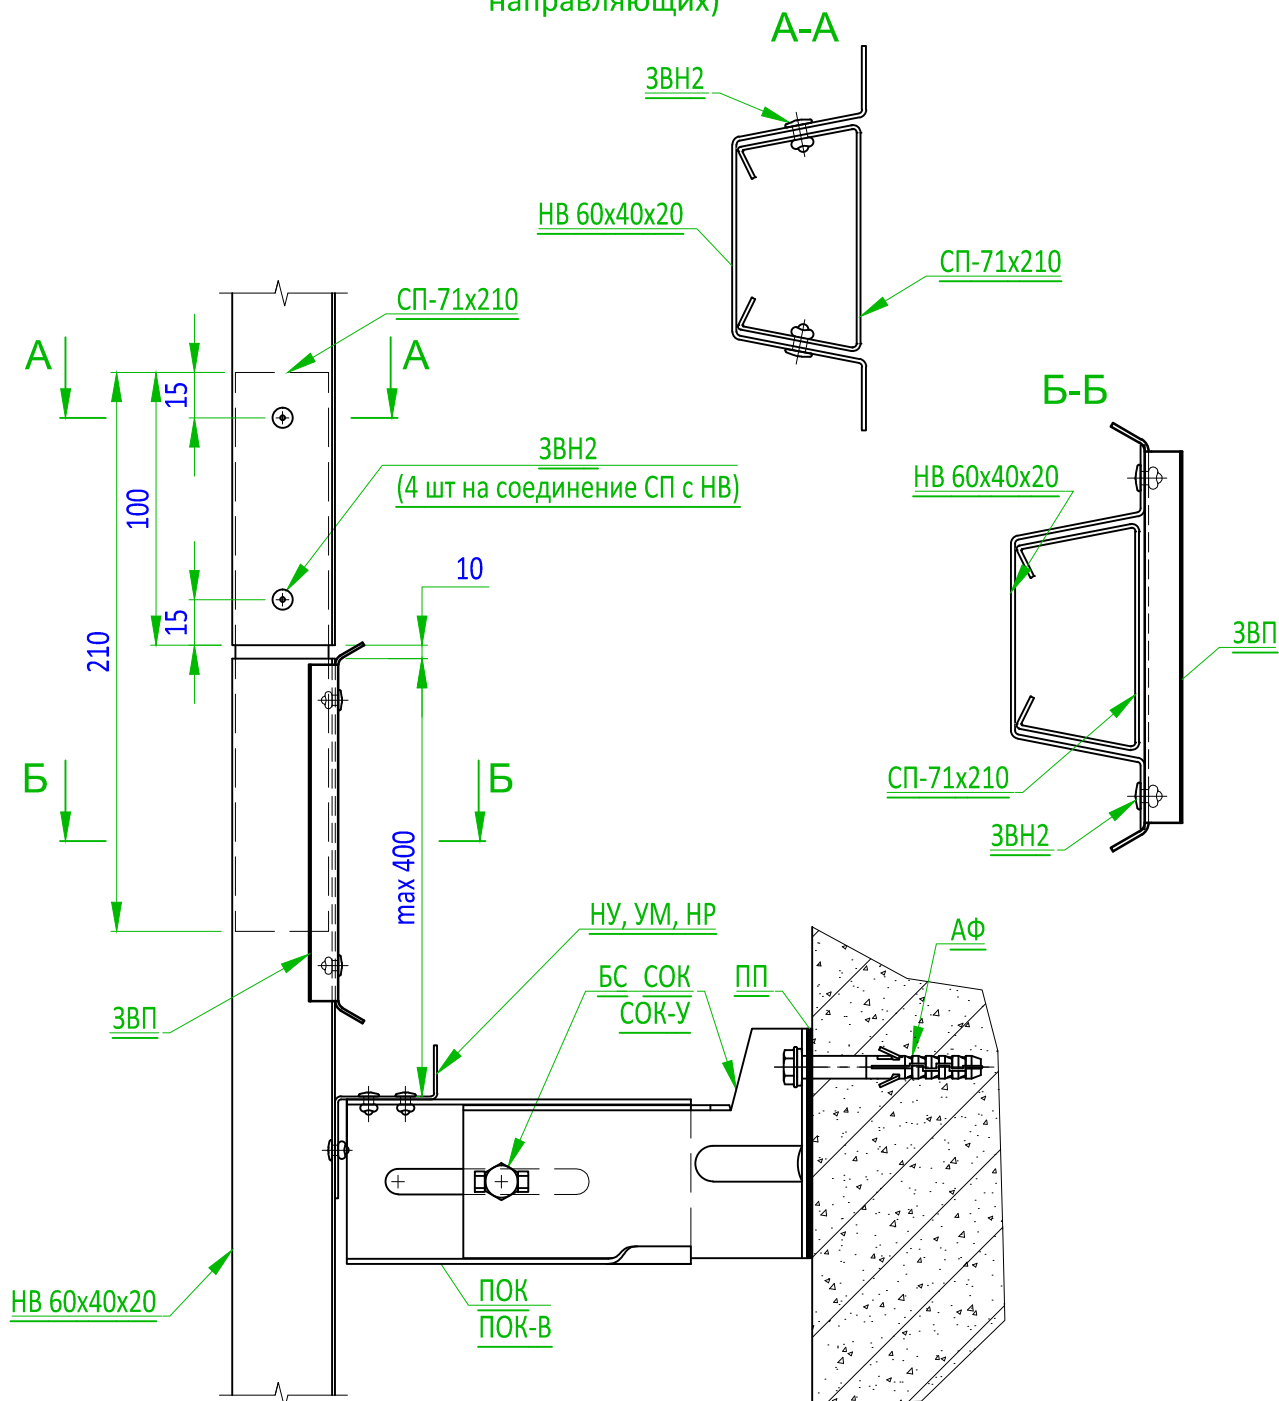 направляющих)
А-А
ЗВН2
НВ 60х40х20
СП-71х210
СП-71х210
А
А
15
Б-Б
ЗВН2
(4 шт на соединение СП с НВ)
НВ 60х40х20
100
10
15
210
ЗВП
Б
Б
СП-71х210
max 400
ЗВН2
НУ, УМ, НР
АФ
БС СОК
СОК-У
ПП
ЗВП
НВ 60х40х20
ПОК
ПОК-В